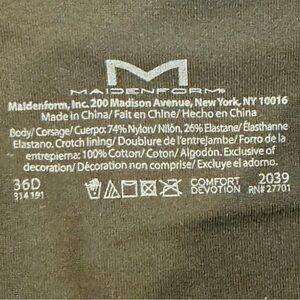 M
MAIDENFORM®
Maidenform, Inc. 200 Madison Avenue, New York, NY 10016
Made in China/ Fait en Chine/ Hecho en China
Body/ Corsage/ Cuerpo: 74% Nylon/ Nilón, 26% Elastane/ Élasthanne
Elastano. Crotch lining/ Doublure de l'entrejambe/ Forro de la
entrepierna: 100% Cotton/ Coton/ Algodón. Exclusive of
decoration/ Décoration non comprise/ Excluye el adorno.
36D COMFORT 2039
314191 DEVOTION RN# 27701